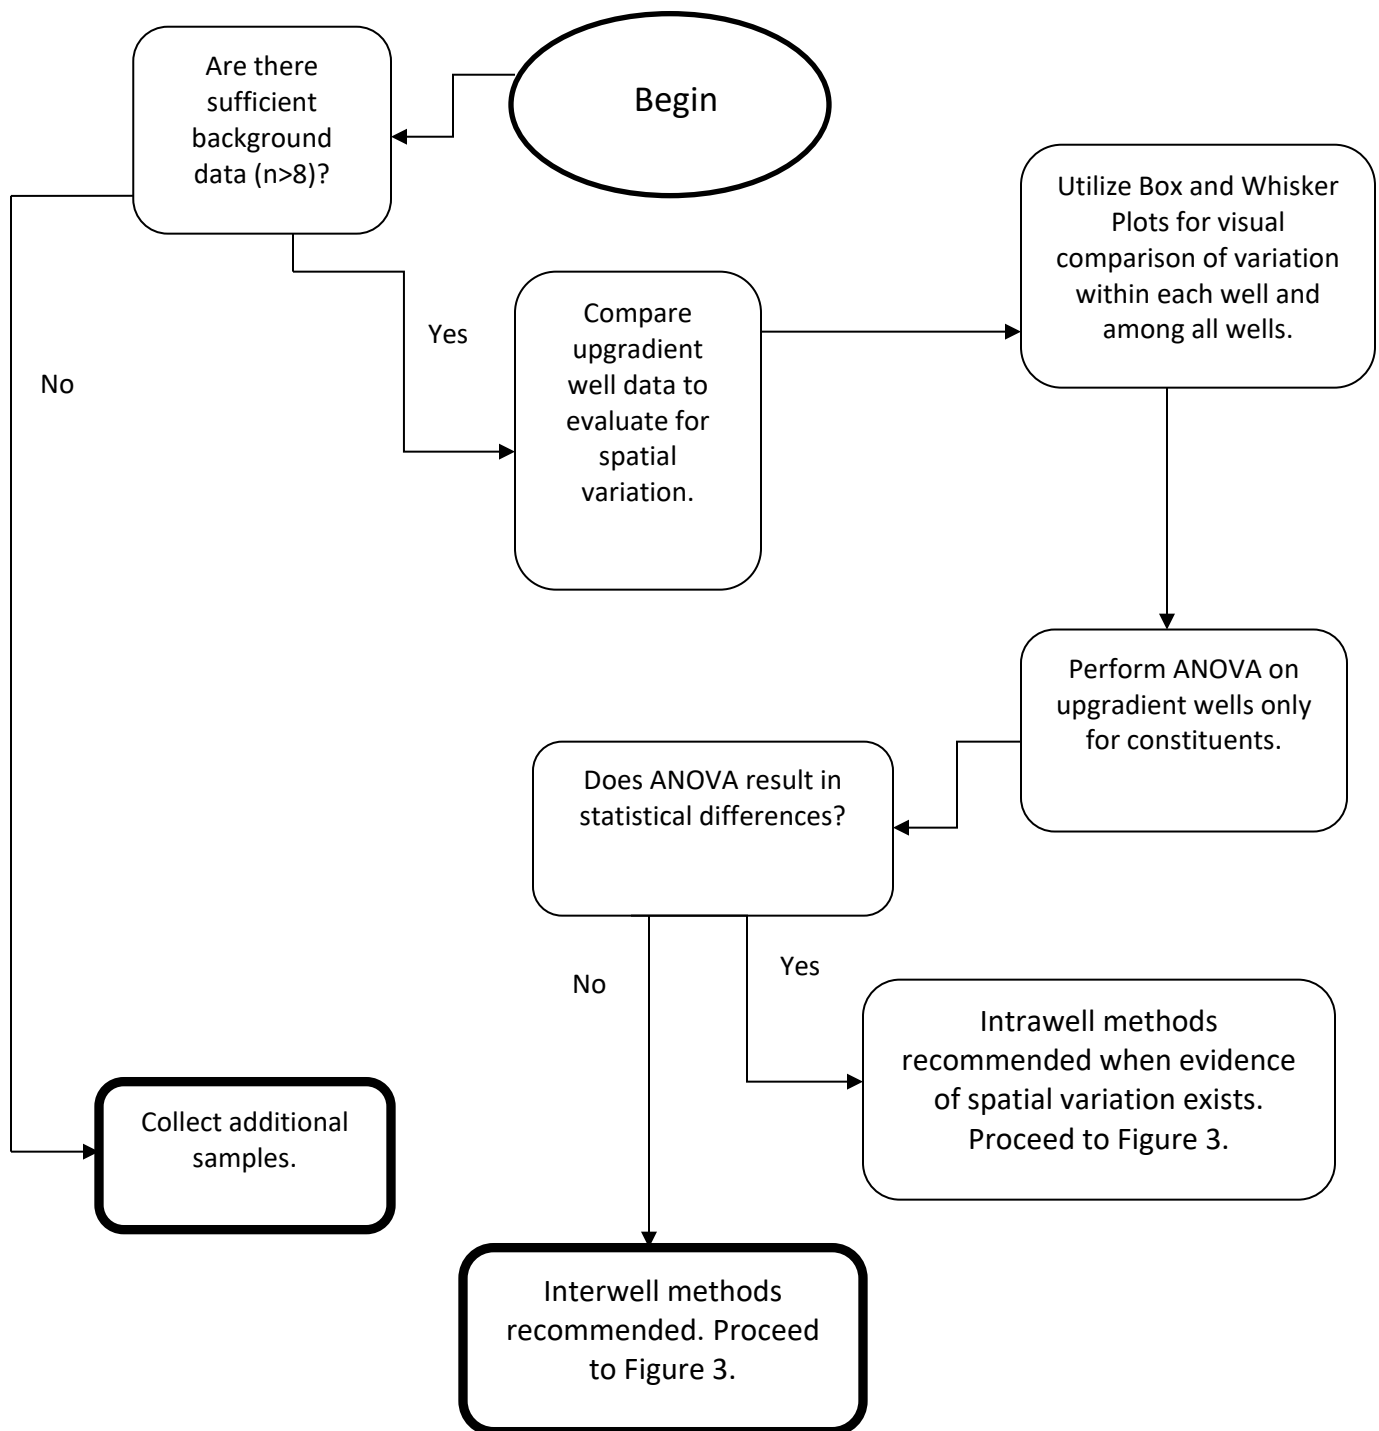 Begin
Are there
sufficient
background
data (n>8)?
No
Yes
Compare
upgradient
well data to
evaluate for
spatial
variation.
Utilize Box and Whisker
Plots for visual
comparison of variation
within each well and
among all wells.
Perform ANOVA on
upgradient wells only
for constituents.
Does ANOVA result in
statistical differences?
No
Yes
Intrawell methods
recommended when evidence
of spatial variation exists.
Proceed to Figure 3.
Collect additional
samples.
Interwell methods
recommended. Proceed
to Figure 3.